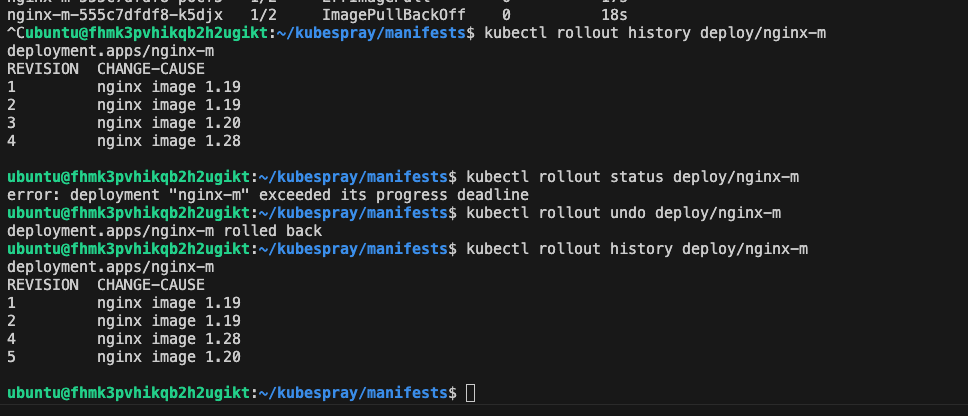 nginx-m-555c7dfdf8-k5djx   1/2     ImagePullBackOff    0          18s
^Cubuntu@fhmk3pvhikqb2h2ugikt:~/kubespray/manifests$ kubectl rollout history deploy/nginx-m
deployment.apps/nginx-m
REVISION  CHANGE-CAUSE
1         nginx image 1.19
2         nginx image 1.19
3         nginx image 1.20
4         nginx image 1.28
ubuntu@fhmk3pvhikqb2h2ugikt:~/kubespray/manifests$ kubectl rollout status deploy/nginx-m
error: deployment "nginx-m" exceeded its progress deadline
ubuntu@fhmk3pvhikqb2h2ugikt:~/kubespray/manifests$ kubectl rollout undo deploy/nginx-m
deployment.apps/nginx-m rolled back
ubuntu@fhmk3pvhikqb2h2ugikt:~/kubespray/manifests$ kubectl rollout history deploy/nginx-m
deployment.apps/nginx-m
REVISION  CHANGE-CAUSE
1         nginx image 1.19
2         nginx image 1.19
4         nginx image 1.28
5         nginx image 1.20
ubuntu@fhmk3pvhikqb2h2ugikt:~/kubespray/manifests$